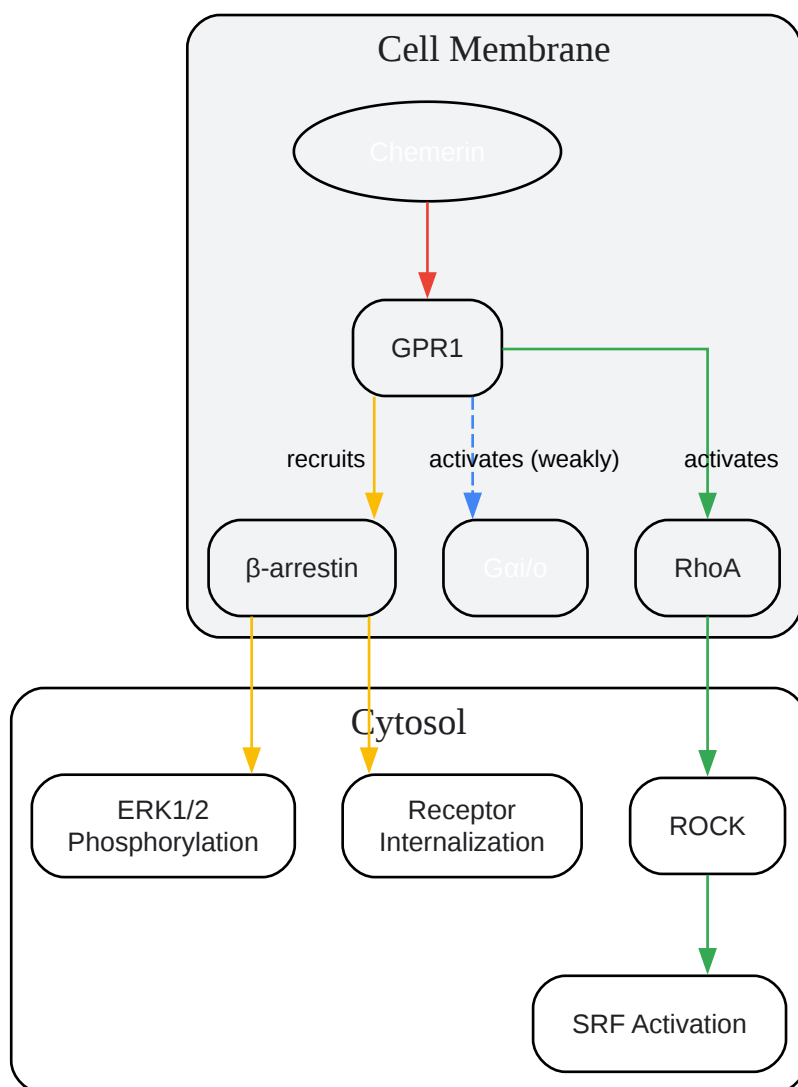 Cell Membrane
Chemerin
GPR1
recruits
activates (weakly)
activates
β-arrestin
Gαi/o
RhoA
Cytosol
ERK1/2
Phosphorylation
Receptor
Internalization
ROCK
SRF Activation